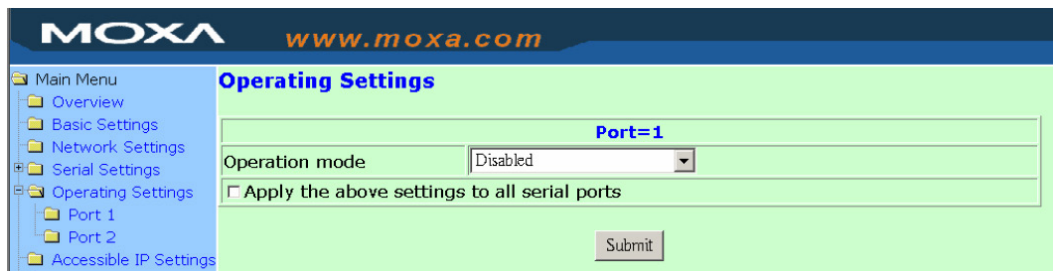 MOXA www.moxa.com
Main Menu
Overview
Basic Settings
Network Settings
Serial Settings
Operating Settings
Port 1
Port 2
Accessible IP Settings
Operating Settings
Port=1
Operation mode Disabled
Apply the above settings to all serial ports
Submit